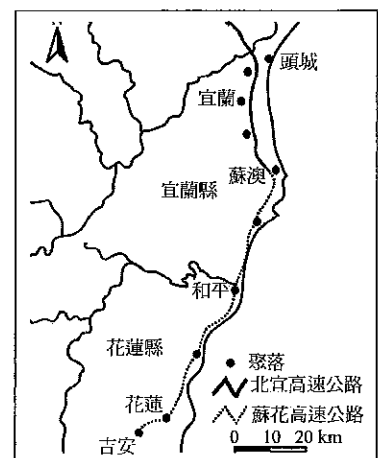 頭城
宜蘭
蘇澳
宜蘭縣
和平
花蓮縣
花蓮
吉安
聚落
北宜高速公路
蘇花高速公路
0 10 20 km